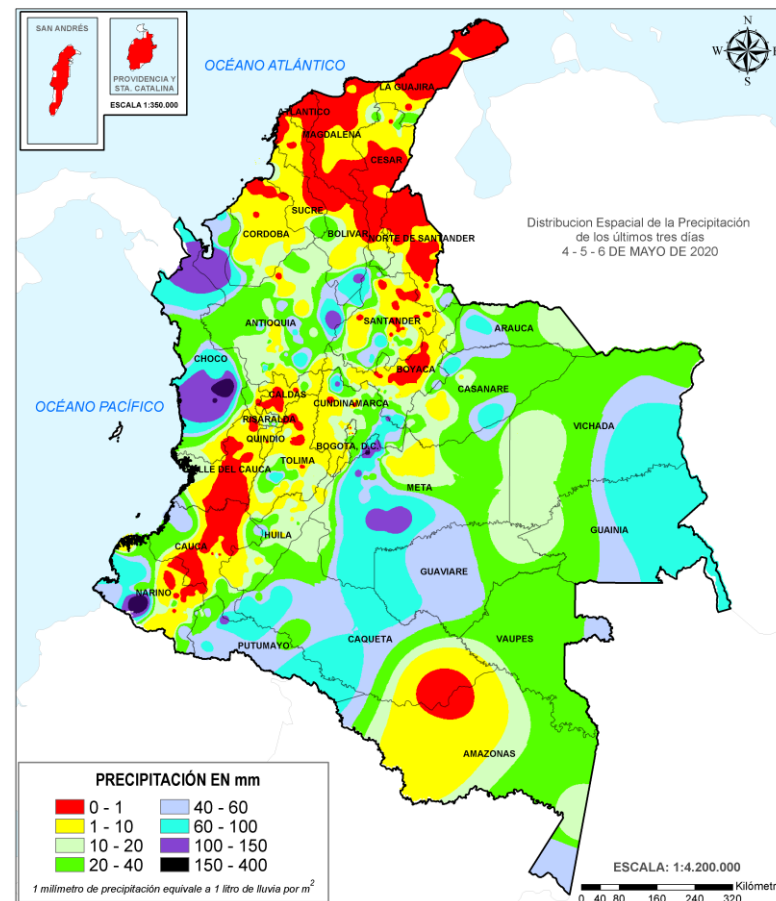 SAN ANDRÉS
PROVIDENCIA Y
STA. CATALINA
ESCALA 1:350.000
OCÉANO ATLÁNTICO
N
W
E
S
LA GUAJIRA
ATLANTICO
MAGDALENA
CESAR
SUCRE
CORDOBA
BOLIVAR
NORTE DE SANTANDER
Distribucion Espacial de la Precipitación
de los últimos tres días
4 - 5 - 6 DE MAYO DE 2020
ANTIOQUIA
SANTANDER
ARAUCA
CHOCO
BOYACA
CASANARE
OCÉANO PACÍFICO
CALDAS
CUNDINAMARCA
RISARALDA
VICHADA
QUINDIO
BOGOTA, D.C.
TOLIMA
VALLE DEL CAUCA
META
GUAINIA
HUILA
CAUCA
GUAVIARE
NARIÑO
CAQUETA
VAUPES
PUTUMAYO
AMAZONAS
PRECIPITACIÓN EN mm
0 - 1
40 - 60
1 - 10
60 - 100
10 - 20
100 - 150
20 - 40
150 - 400
1 milímetro de precipitación equivale a 1 litro de lluvia por m²
ESCALA: 1:4.200.000
Kilómet
0 40 80 160 240 320